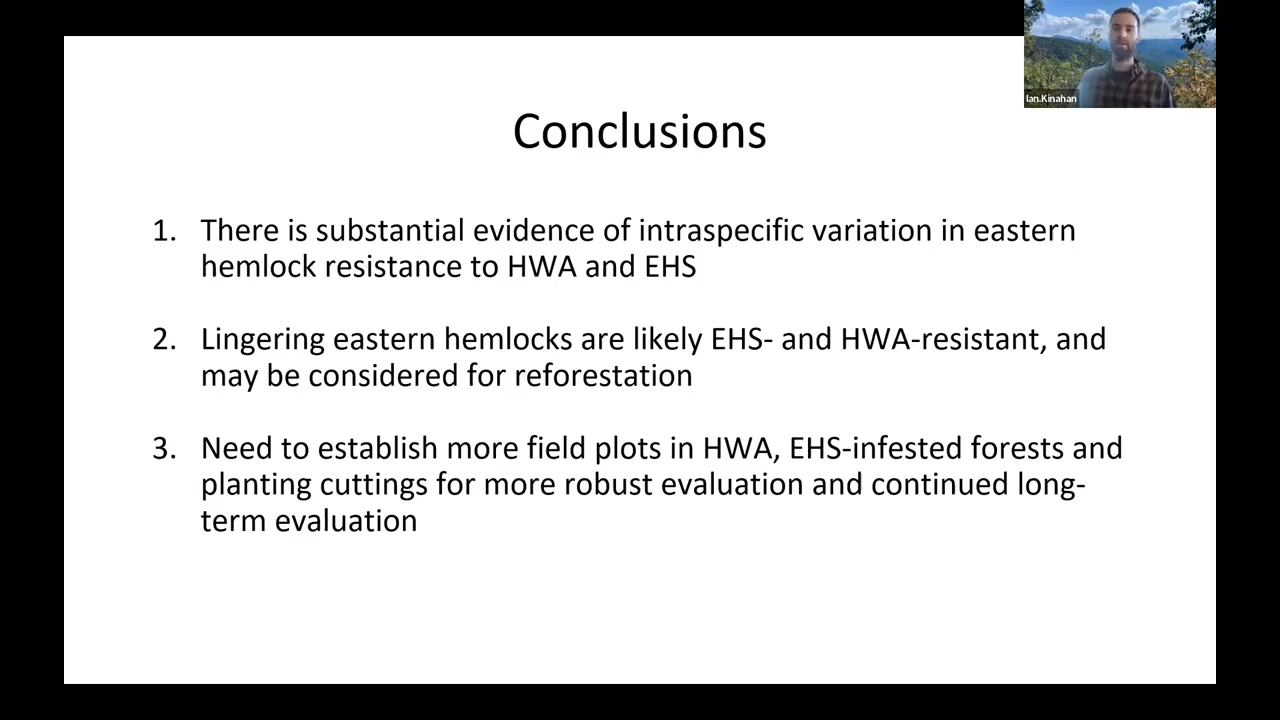 Ian.Kinahan
Conclusions
1. There is substantial evidence of intraspecific variation in eastern
hemlock resistance to HWA and EHS
2. Lingering eastern hemlocks are likely EHS- and HWA-resistant, and
may be considered for reforestation
3. Need to establish more field plots in HWA, EHS-infested forests and
planting cuttings for more robust evaluation and continued long-
term evaluation